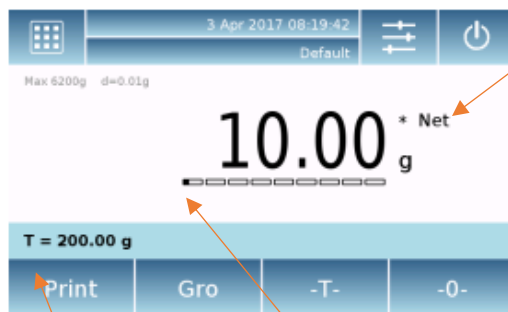 3 Apr 2017 08:19:42
Default
Max 6200g d=0.01g
10.00 * Net
g
T = 200.00 g
Print Gro -T- -0-